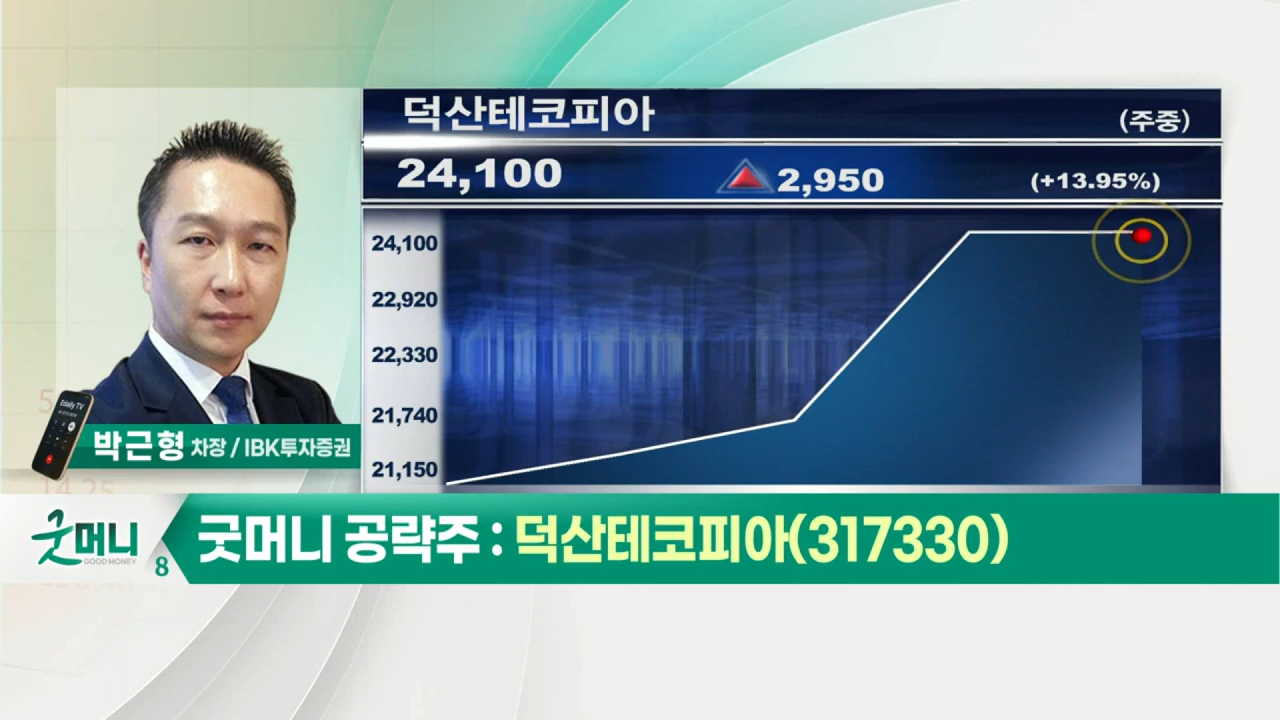 덕산테코피아
(주중)
24,100
2,950
(+13.95%)
24,100
22,920
22,330
21,740
21,150
Edaily TV
박근형 차장 / IBK투자증권
굿머니
GOOD MONEY
8
굿머니 공략주 : 덕산테코피아(317330)